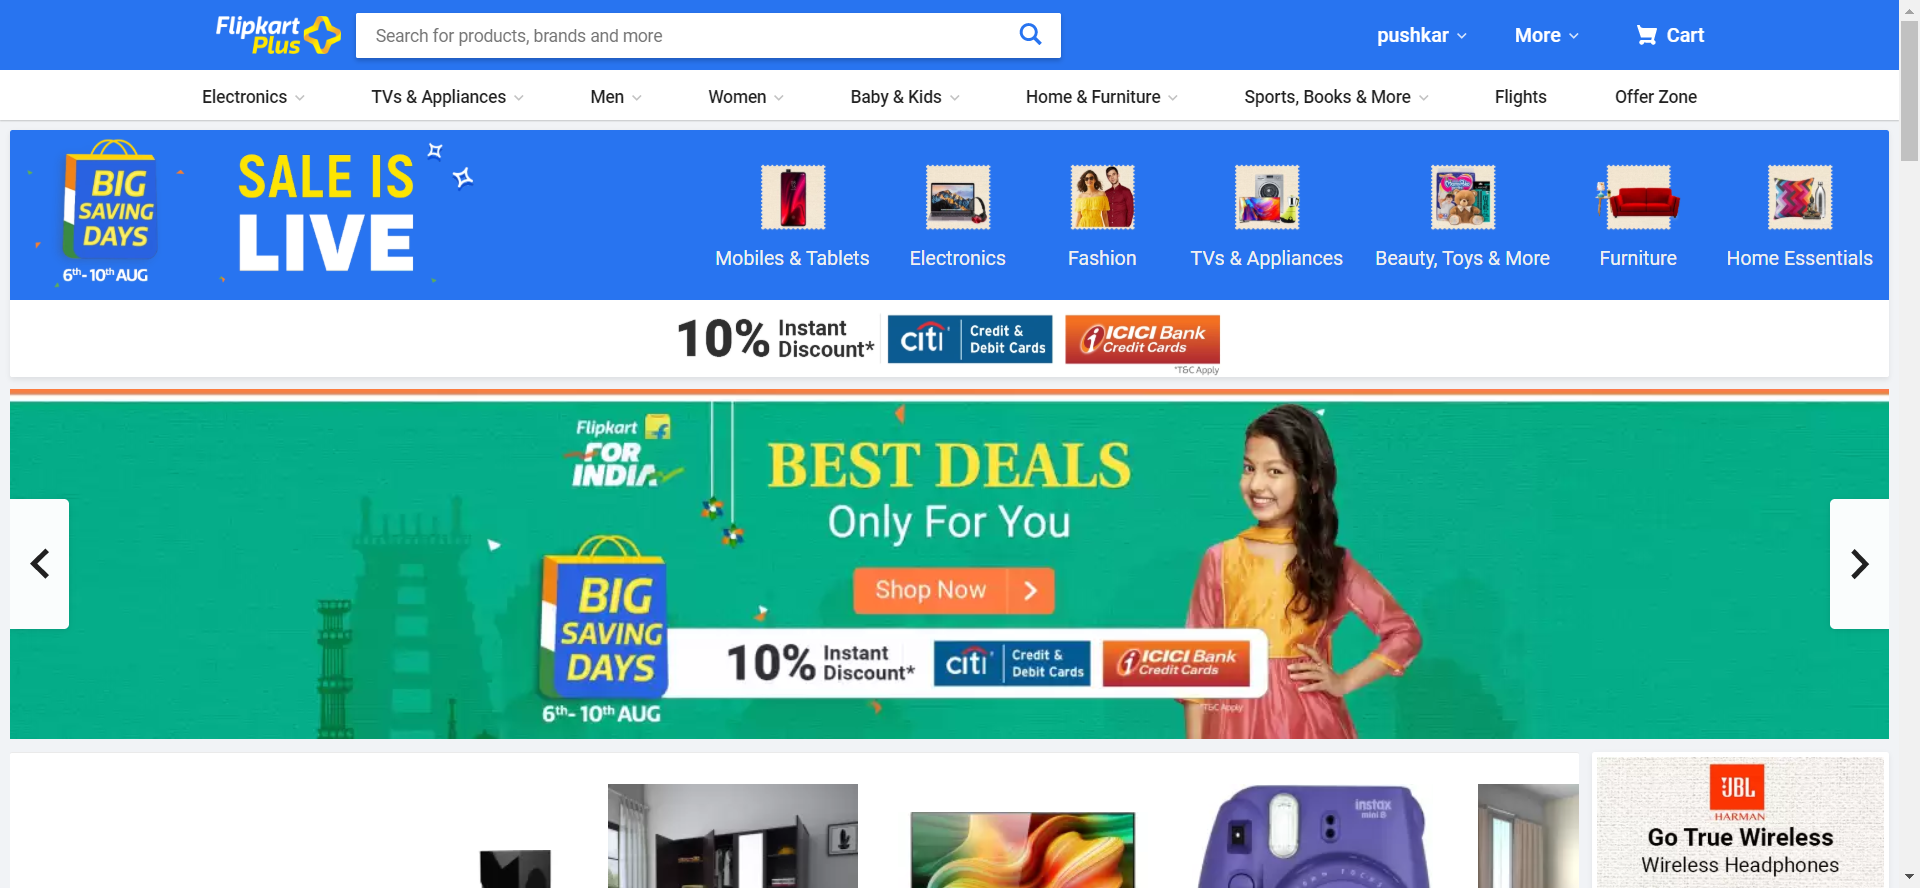 Flipkart
Plus
Search for products, brands and more
pushkar
More
Cart
Electronics
TVs & Appliances
Men
Women
Baby & Kids
Home & Furniture
Sports, Books & More
Flights
Offer Zone
BIG
SAVING
DAYS
6th-10th AUG
SALE IS
LIVE
Mobiles & Tablets
Electronics
Fashion
TVs & Appliances
Beauty, Toys & More
Furniture
Home Essentials
10% Instant
Discount*
citi
Credit &
Debit Cards
ICICI Bank
Credit Cards
*T&C Apply
Flipkart
FOR
INDIA
BEST DEALS
Only For You
Shop Now
BIG
SAVING
DAYS
6th-10th AUG
10% Instant
Discount*
citi
Credit &
Debit Cards
ICICI Bank
Credit Cards
*T&C Apply
instax
mini 8
JBL
HARMAN
Go True Wireless
Wireless Headphones